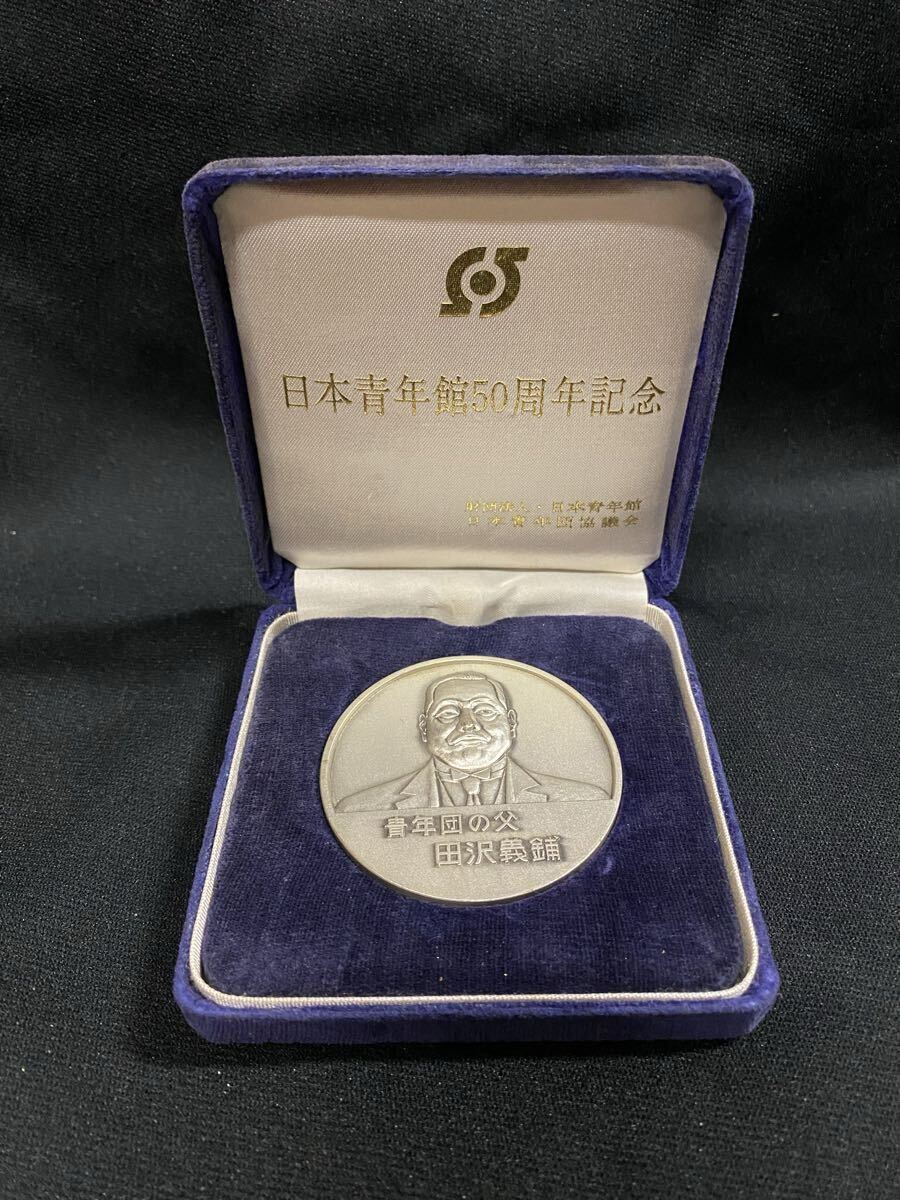 日本青年館50周年記念
財団法人・日本青年館
日本青年団協議会
青年団の父
田沢義鋪